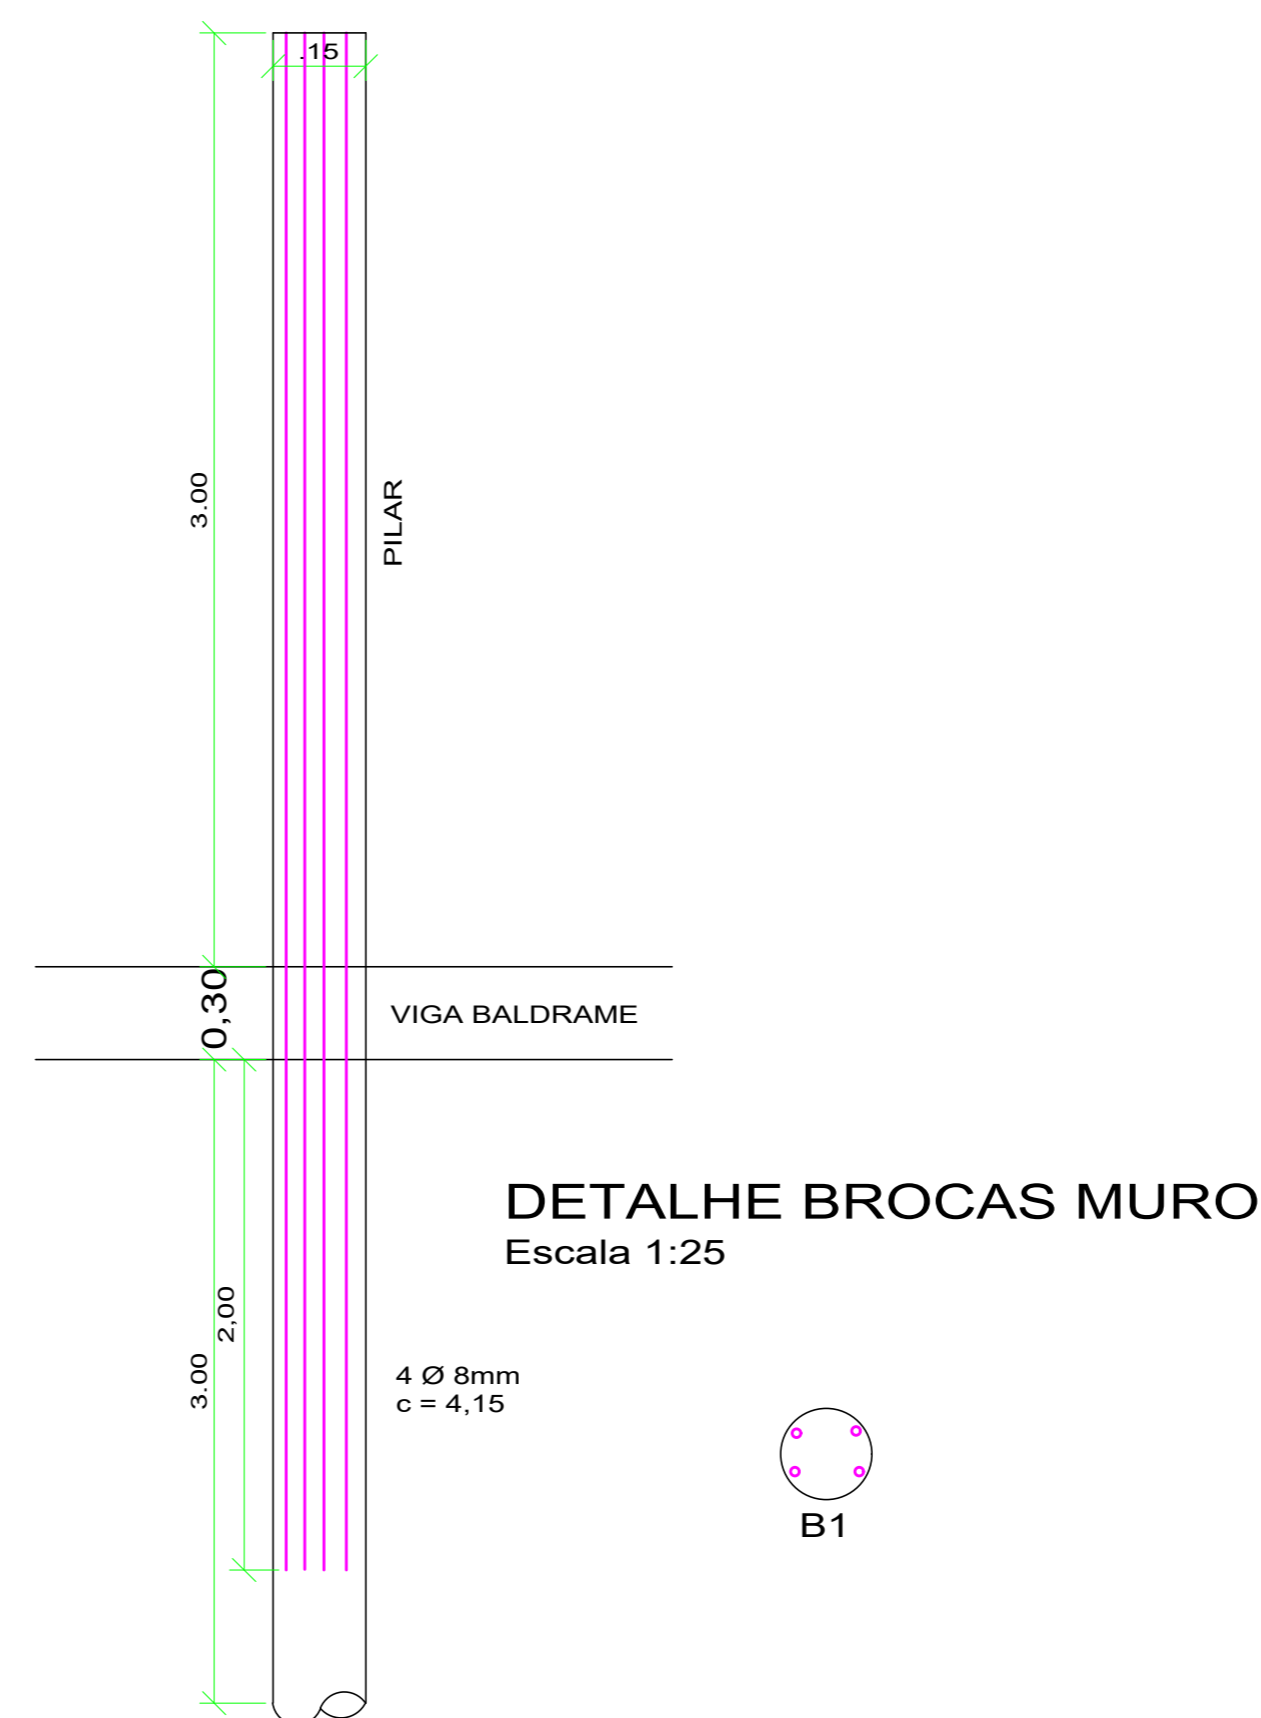 .15
3.00
PILAR
0,30
VIGA BALDRAME
DETALHE BROCAS MURO
Escala 1:25
2,00
3.00
4 Ø 8mm
c = 4,15
B1